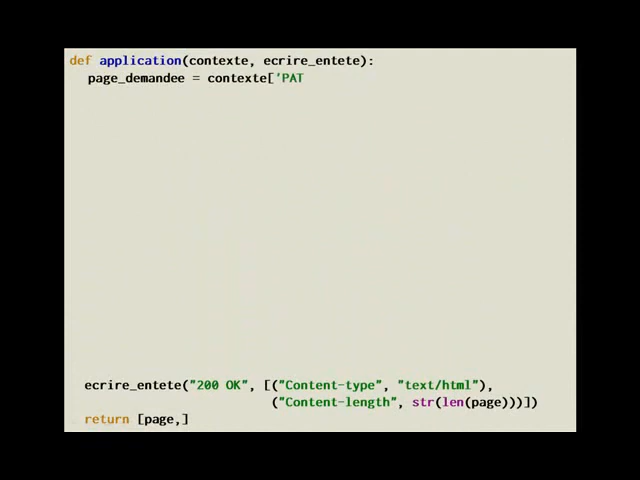 def application(contexte, ecrire_entete):
page_demandee = contexte['PAT
ecrire_entete("200 OK", [("Content-type", "text/html"),
("Content-length", str(len(page)))])
return [page,]